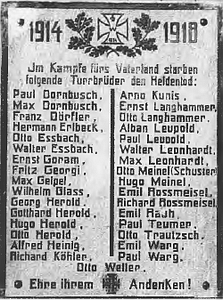 1914 1918
Jm Kampfe fürs Vaterland starben
folgende Turrbrüder den Heldentod:
Paul Dornbusch,
Max Dornbusch,
Franz Dörfler,
Hermann Erlbeck,
Otto Essbach,
Walter Essbach,
Ernst Goram,
Fritz Georgi,
Max Geipel,
Wilhelm Glass,
Georg Herold,
Gotthard Herold,
Hugo Herold,
Otto Herold,
Alfred Heinig,
Richard Köhler,
Arno Kunis,
Ernst Langhammer,
Otto Langhammer,
Alban Leupold,
Paul Leupold,
Walter Leonhardt,
Max Leonhardt,
Otto Meinel (Schuster)
Hugo Meinel,
Emil Rossmeisel,
Richard Rossmeisel,
Emil Rajh,
Paul Teumer,
Otto Trautzsch,
Emil Warg,
Paul Warg,
Otto Weller.
Ehre ihrem Andenken!